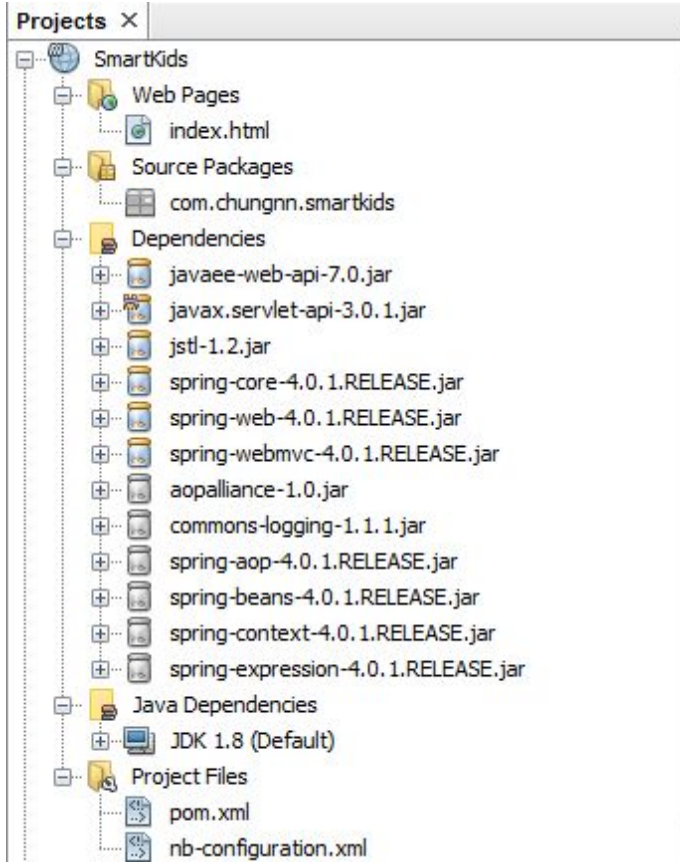 Projects
SmartKids
Web Pages
index.html
Source Packages
com.chungnn.smartkids
Dependencies
javaee-web-api-7.0.jar
javax.servlet-api-3.0.1.jar
jstl-1.2.jar
spring-core-4.0.1.RELEASE.jar
spring-web-4.0.1.RELEASE.jar
spring-webmvc-4.0.1.RELEASE.jar
aopalliance-1.0.jar
commons-logging-1.1.1.jar
spring-aop-4.0.1.RELEASE.jar
spring-beans-4.0.1.RELEASE.jar
spring-context-4.0.1.RELEASE.jar
spring-expression-4.0.1.RELEASE.jar
Java Dependencies
JDK 1.8 (Default)
Project Files
pom.xml
nb-configuration.xml